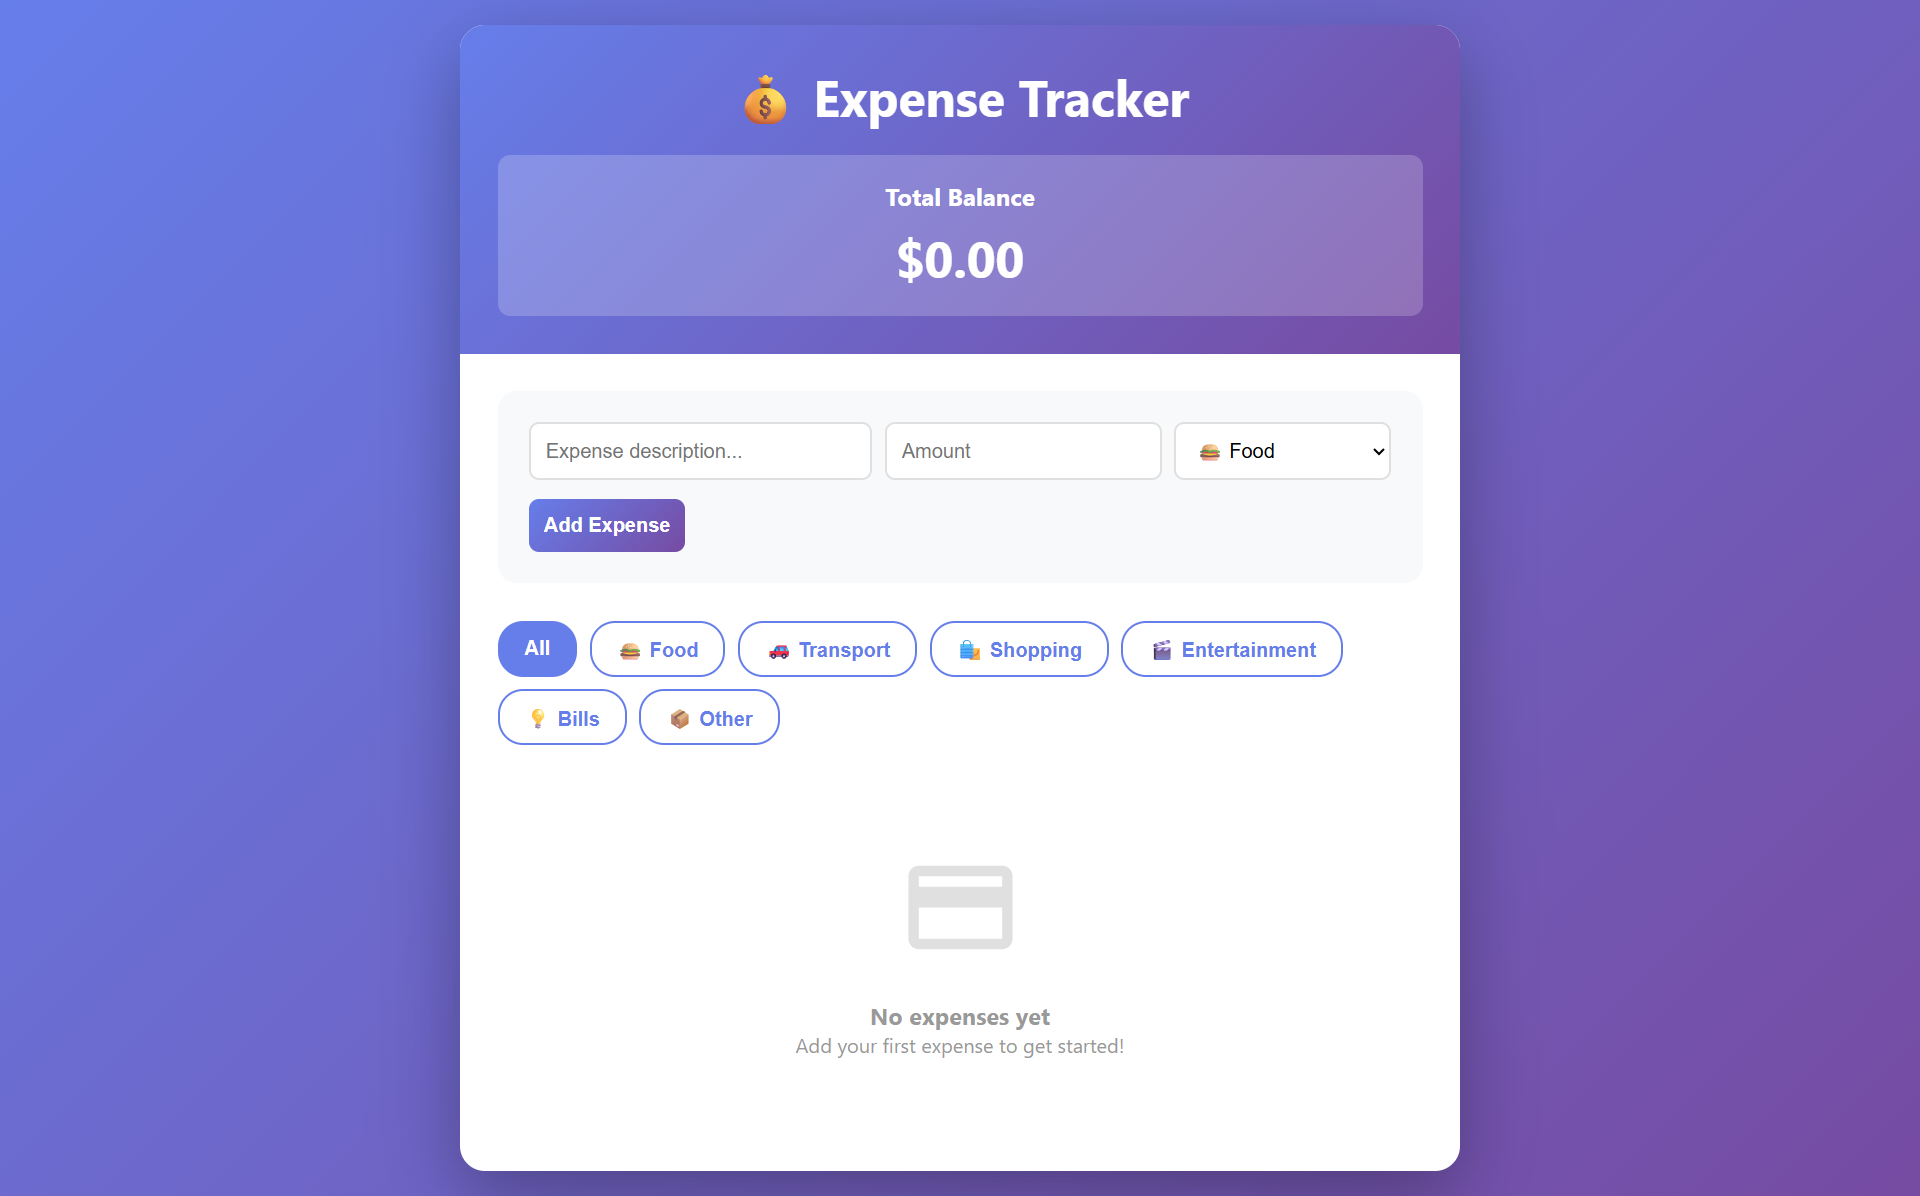 Expense Tracker
Total Balance
$0.00
Expense description...
Amount
Food
Add Expense
All
Food
Transport
Shopping
Entertainment
Bills
Other
No expenses yet
Add your first expense to get started!